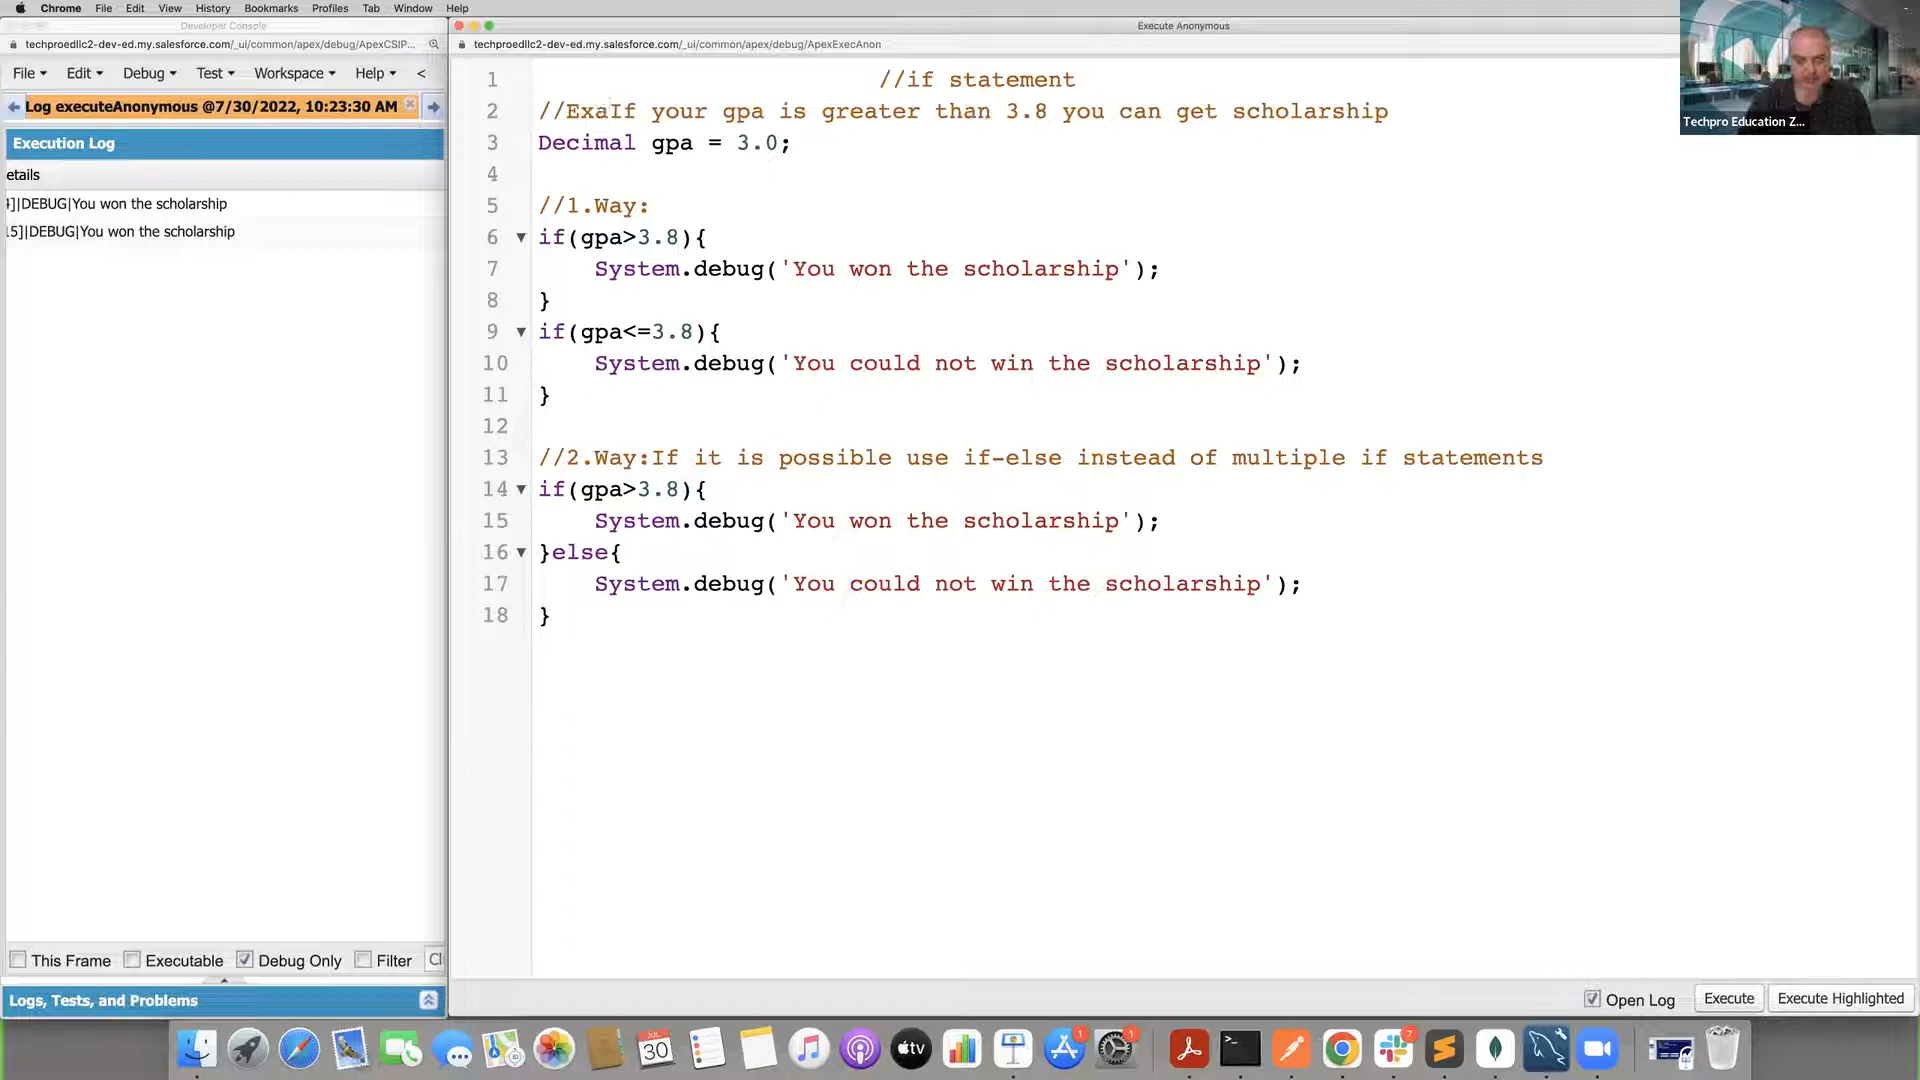 Chrome File Edit View History Bookmarks Profiles Tab Window Help
Developer Console
techproedllc2-dev-ed.my.salesforce.com/_ui/common/apex/debug/ApexCSIP...
File Edit Debug Test Workspace Help <
Log executeAnonymous @7/30/2022, 10:23:30 AM
Execution Log
etails
4]|DEBUG|You won the scholarship
15]|DEBUG|You won the scholarship
This Frame Executable Debug Only Filter Cli
Logs, Tests, and Problems
Execute Anonymous
techproedllc2-dev-ed.my.salesforce.com/_ui/common/apex/debug/ApexExecAnon
1 //if statement
2 //ExaIf your gpa is greater than 3.8 you can get scholarship
3 Decimal gpa = 3.0;
4
5 //1.Way:
6 if(gpa>3.8){
7 System.debug('You won the scholarship');
8 }
9 if(gpa<=3.8){
10 System.debug('You could not win the scholarship');
11 }
12
13 //2.Way:If it is possible use if-else instead of multiple if statements
14 if(gpa>3.8){
15 System.debug('You won the scholarship');
16 }else{
17 System.debug('You could not win the scholarship');
18 }
Open Log Execute Execute Highlighted
Techpro Education Z...
JUL
30
tv
1
1
7